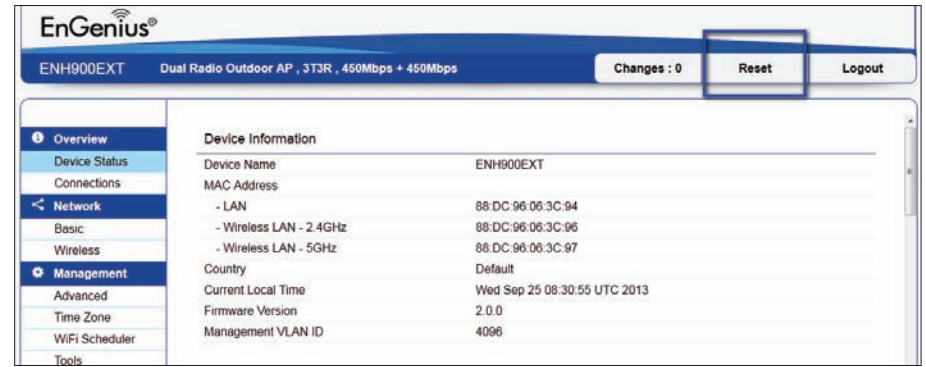 EnGenius®
ENH900EXT Dual Radio Outdoor AP , 3T3R , 450Mbps + 450Mbps Changes : 0 Reset Logout
Overview
Device Status
Connections
Network
Basic
Wireless
Management
Advanced
Time Zone
WiFi Scheduler
Tools
Device Information
Device Name ENH900EXT
MAC Address
- LAN 88:DC:96:06:3C:94
- Wireless LAN - 2.4GHz 88:DC:96:06:3C:96
- Wireless LAN - 5GHz 88:DC:96:06:3C:97
Country Default
Current Local Time Wed Sep 25 08:30:55 UTC 2013
Firmware Version 2.0.0
Management VLAN ID 4096